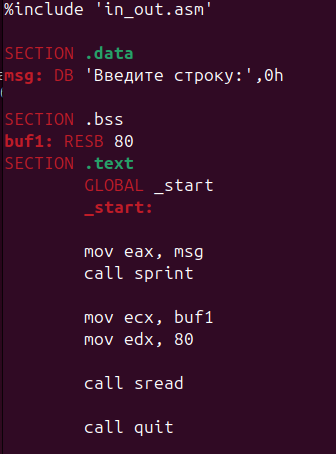 %include 'in_out.asm'
SECTION .data
msg: DB 'Введите строку:',0h
SECTION .bss
buf1: RESB 80
SECTION .text
GLOBAL _start
_start:
mov eax, msg
call sprint
mov ecx, buf1
mov edx, 80
call sread
call quit